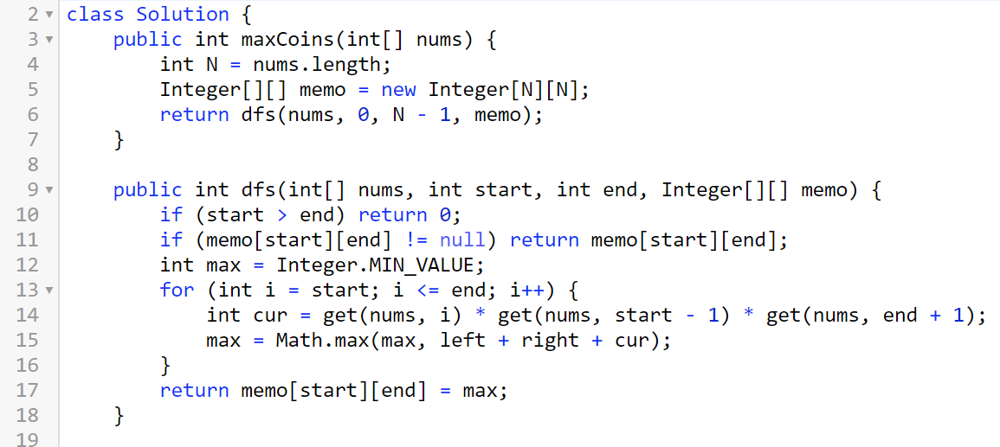 2 class Solution {
3     public int maxCoins(int[] nums) {
4         int N = nums.length;
5         Integer[][] memo = new Integer[N][N];
6         return dfs(nums, 0, N - 1, memo);
7     }
8
9     public int dfs(int[] nums, int start, int end, Integer[][] memo) {
10         if (start > end) return 0;
11         if (memo[start][end] != null) return memo[start][end];
12         int max = Integer.MIN_VALUE;
13         for (int i = start; i <= end; i++) {
14             int cur = get(nums, i) * get(nums, start - 1) * get(nums, end + 1);
15             max = Math.max(max, left + right + cur);
16         }
17         return memo[start][end] = max;
18     }
19